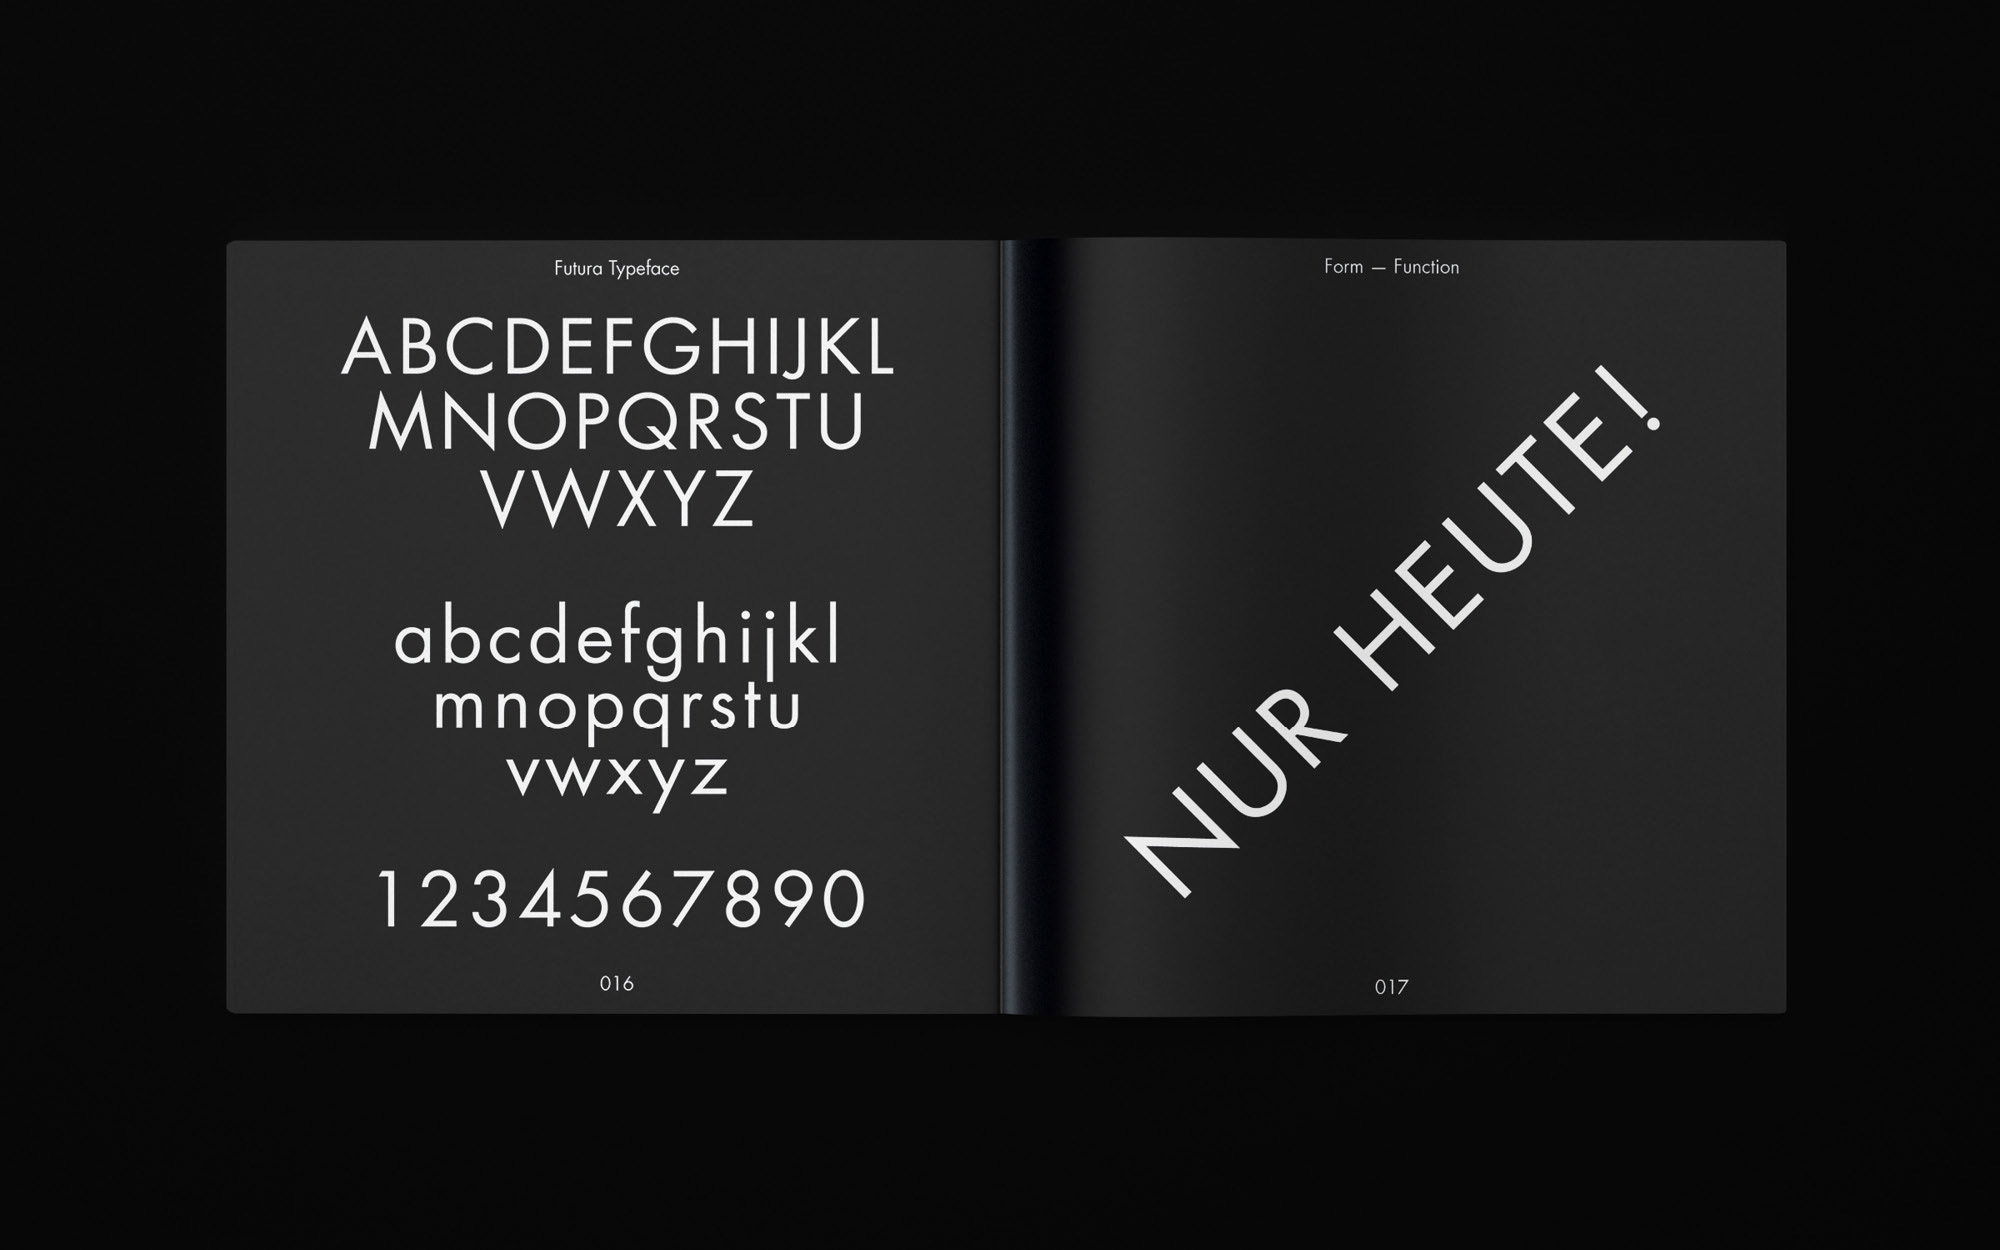 Futura Typeface
ABCDEFGHIJKL
MNOPQRSTU
VWXYZ
abcdefghijkl
mnopqrstu
vwxyz
1234567890
016
Form — Function
NUR HEUTE!
017